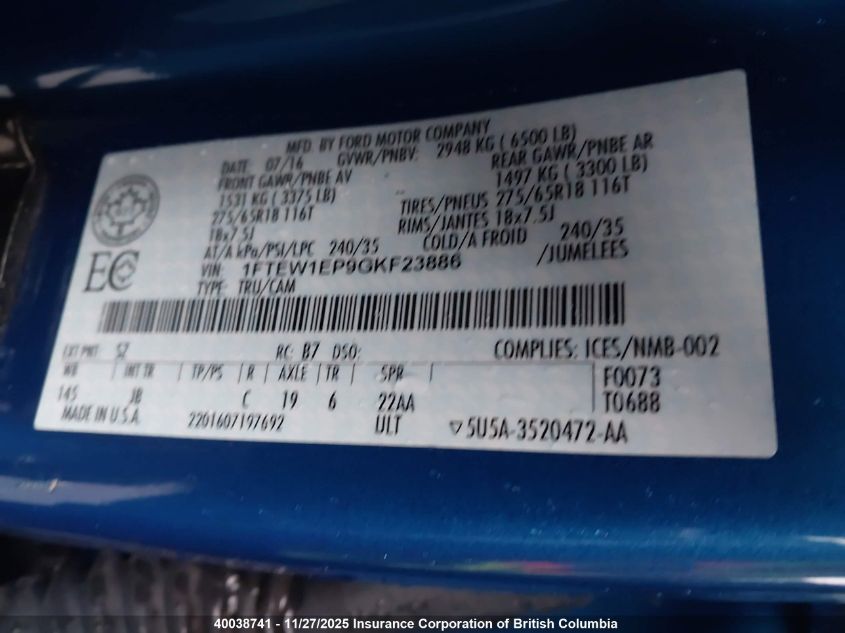 MFD. BY FORD MOTOR COMPANY
DATE: 07/16 GVWR/PNBV: 2948 KG ( 6500 LB)
FRONT GAWR/PNBE AV REAR GAWR/PNBE AR
1531 KG ( 3375 LB) 1497 KG ( 3300 LB)
275/65R18 116T TIRES/PNEUS 275/65R18 116T
18x7.5J RIMS/JANTES 18x7.5J
AT/A kPa/PSI/LPC 240/35 COLD/A FROID 240/35
VIN: 1FTEW1EP9GKF23886 /JUMELEES
TYPE: TRU/CAM
EC
EXT PNT: SZ RC: B7 DSO: COMPLIES: ICES/NMB-002
WB INT TR TP/PS R AXLE TR SPR F0073
145 JB C 19 6 22AA T0688
MADE IN U.S.A. 2201607197692 ULT ▽5U5A-3520472-AA
40038741 - 11/27/2025 Insurance Corporation of British Columbia